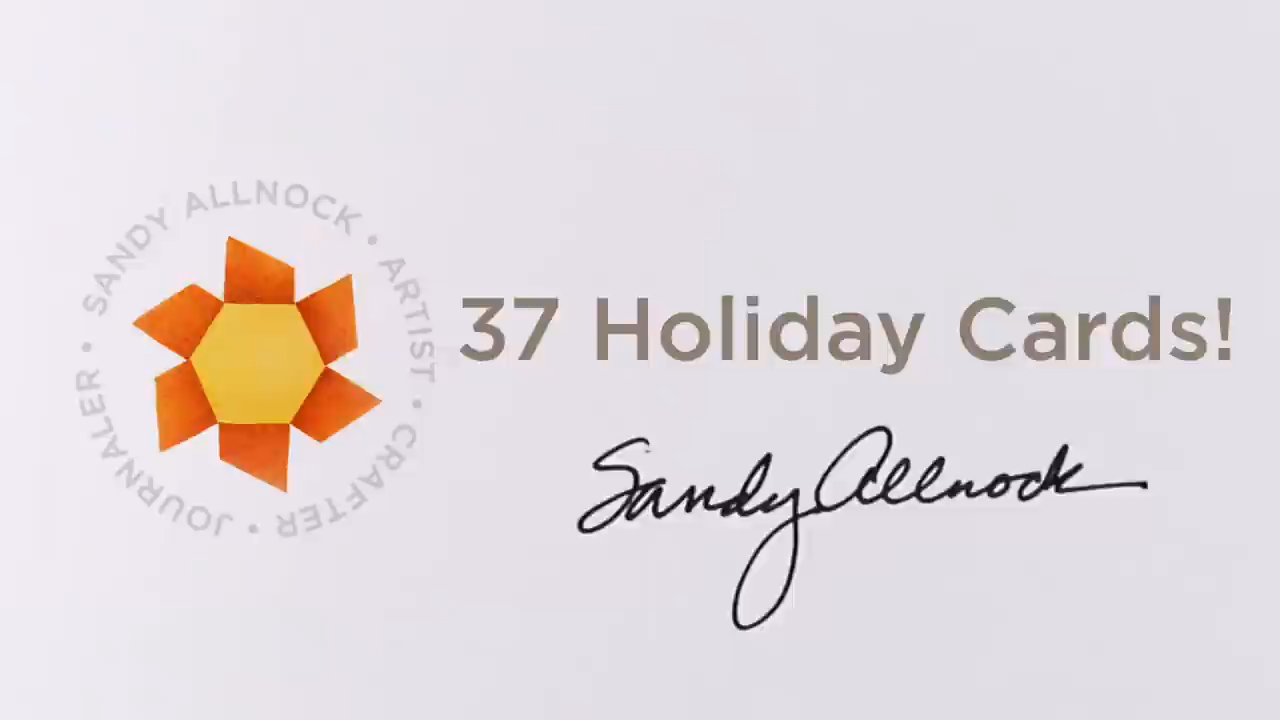 SANDY ALLNOCK • ARTIST • CRAFTER • JOURNALER •
37 Holiday Cards!
Sandy Allnock